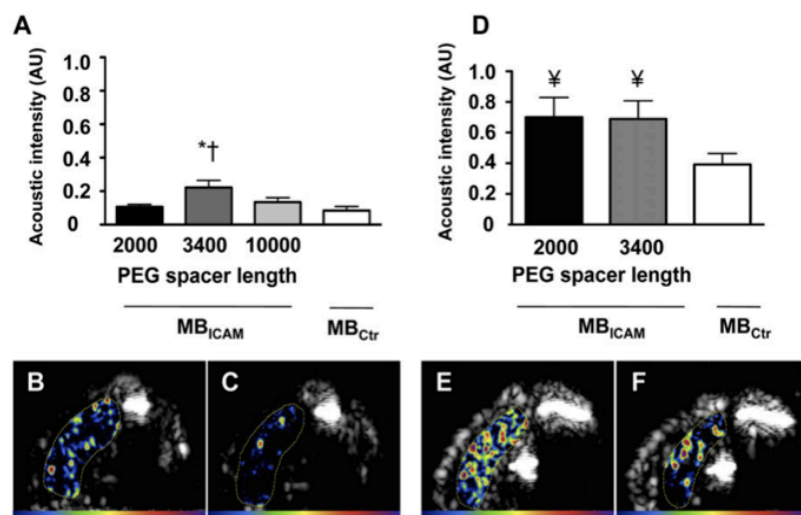 A
Acoustic intensity (AU)
1.0
0.8
0.6
0.4
0.2
0
*†
2000 3400 10000
PEG spacer length
MBICAM MBCtr
D
Acoustic intensity (AU)
1.0
0.8
0.6
0.4
0.2
0
¥ ¥
2000 3400
PEG spacer length
MBICAM MBCtr
B C E F